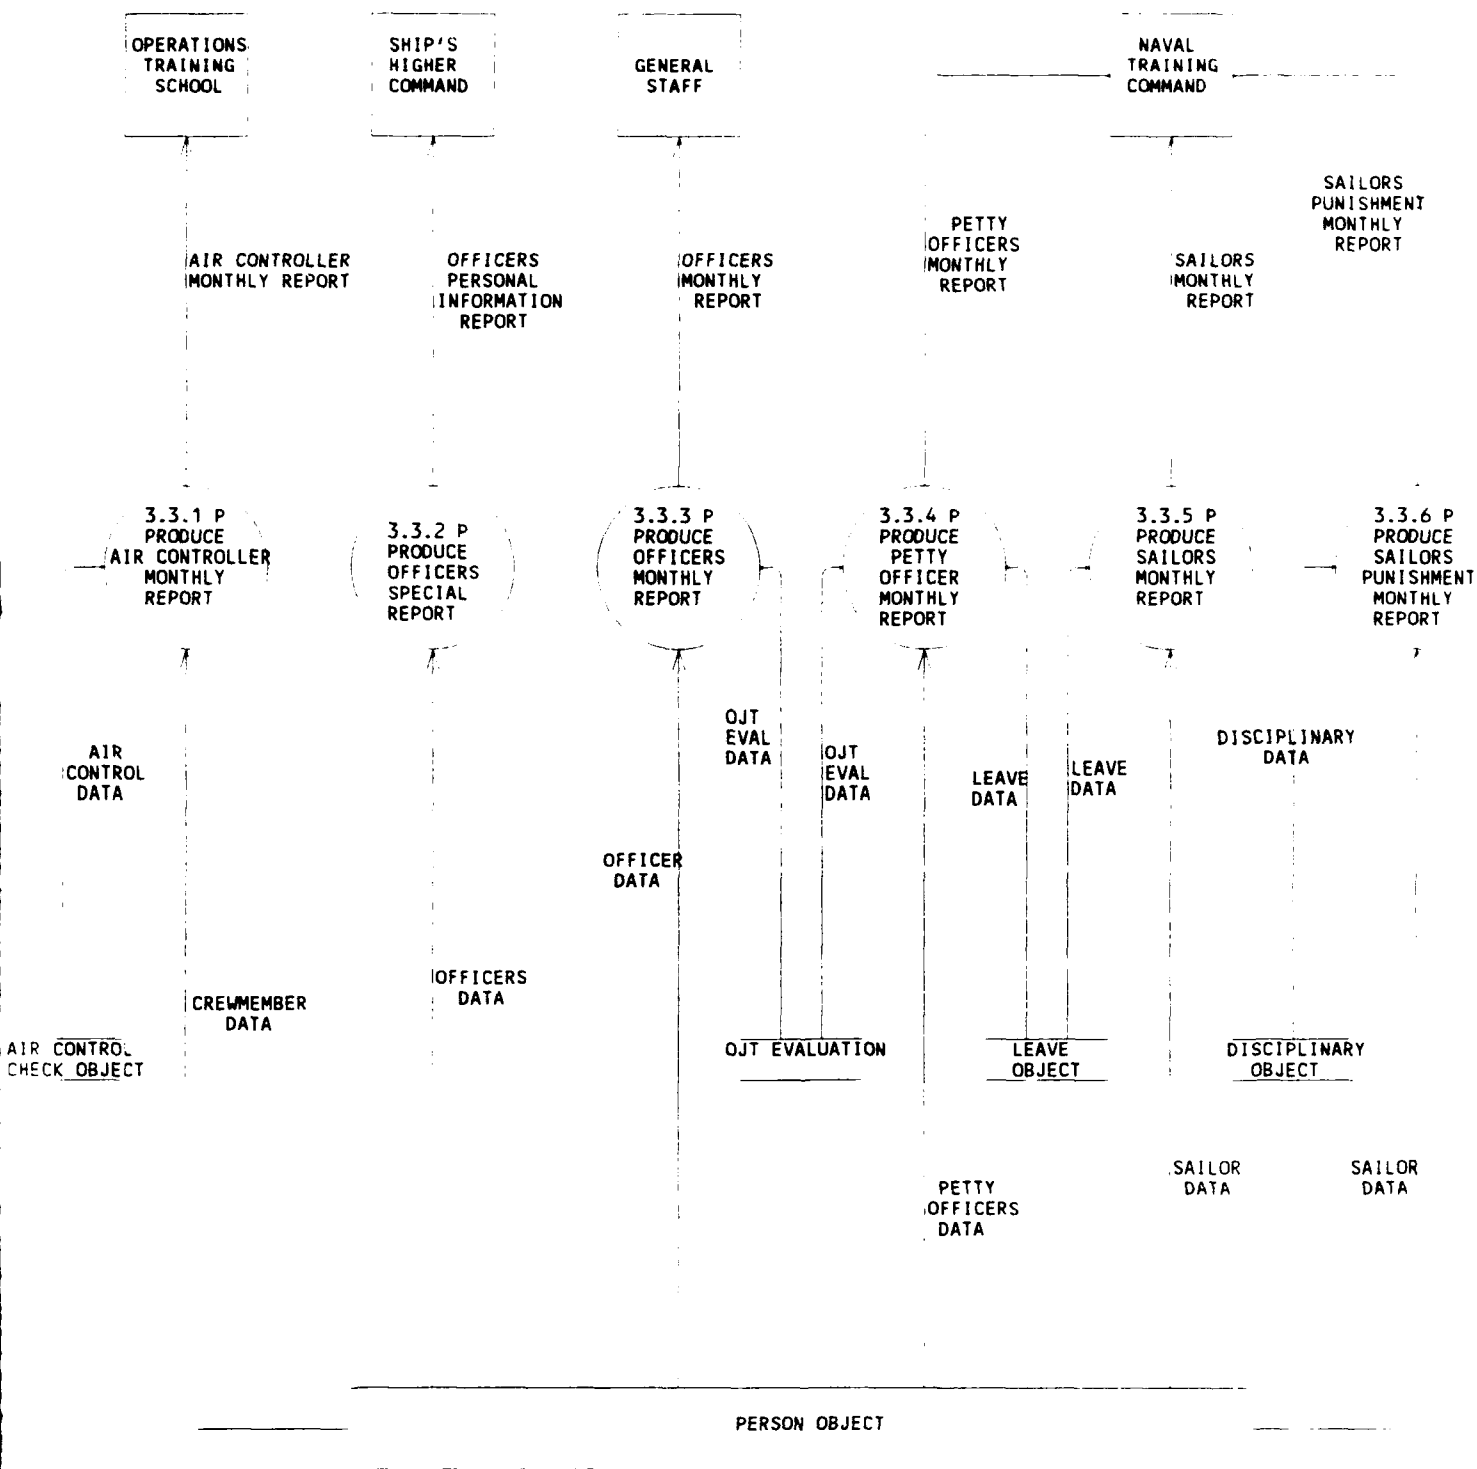 OPERATIONS
TRAINING
SCHOOL
SHIP'S
HIGHER
COMMAND
GENERAL
STAFF
NAVAL
TRAINING
COMMAND
AIR CONTROLLER
MONTHLY REPORT
OFFICERS
PERSONAL
INFORMATION
REPORT
OFFICERS
MONTHLY
REPORT
PETTY
OFFICERS
MONTHLY
REPORT
SAILORS
MONTHLY
REPORT
SAILORS
PUNISHMENT
MONTHLY
REPORT
3.3.1 P
PRODUCE
AIR CONTROLLER
MONTHLY
REPORT
3.3.2 P
PRODUCE
OFFICERS
SPECIAL
REPORT
3.3.3 P
PRODUCE
OFFICERS
MONTHLY
REPORT
3.3.4 P
PRODUCE
PETTY
OFFICER
MONTHLY
REPORT
3.3.5 P
PRODUCE
SAILORS
MONTHLY
REPORT
3.3.6 P
PRODUCE
SAILORS
PUNISHMENT
MONTHLY
REPORT
AIR
CONTROL
DATA
CREWMEMBER
DATA
OFFICERS
DATA
OFFICER
DATA
OJT
EVAL
DATA
OJT
EVAL
DATA
LEAVE
DATA
LEAVE
DATA
DISCIPLINARY
DATA
AIR CONTROL
CHECK OBJECT
OJT EVALUATION
LEAVE
OBJECT
DISCIPLINARY
OBJECT
PETTY
OFFICERS
DATA
SAILOR
DATA
SAILOR
DATA
PERSON OBJECT